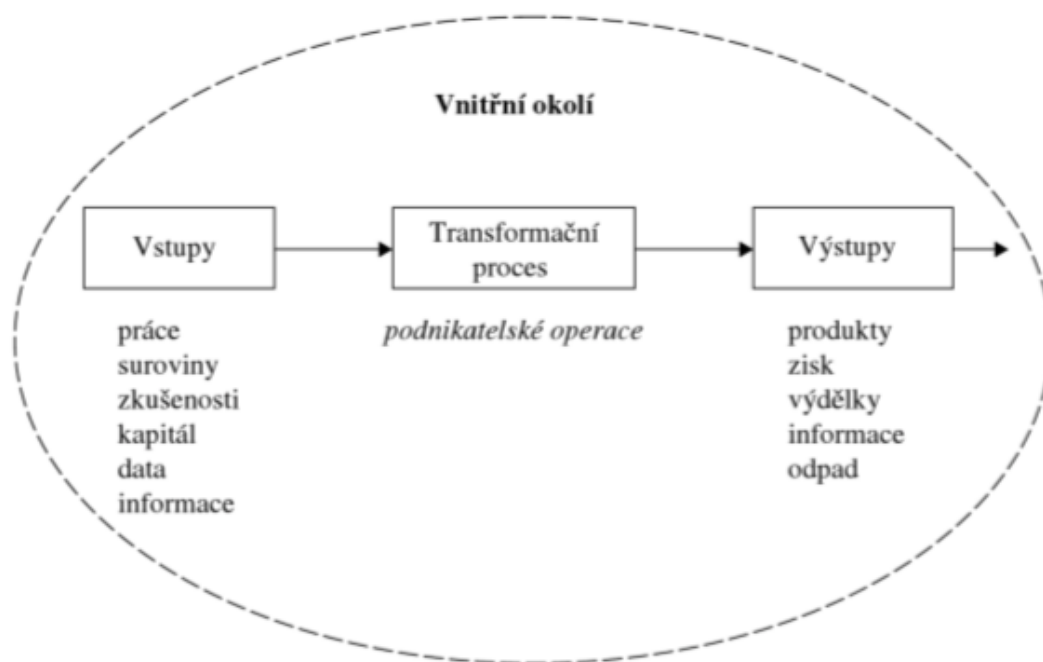 Vnitřní okolí
Vstupy
Transformační
proces
Výstupy
práce
suroviny
zkušenosti
kapitál
data
informace
podnikatelské operace
produkty
zisk
výdělky
informace
odpad